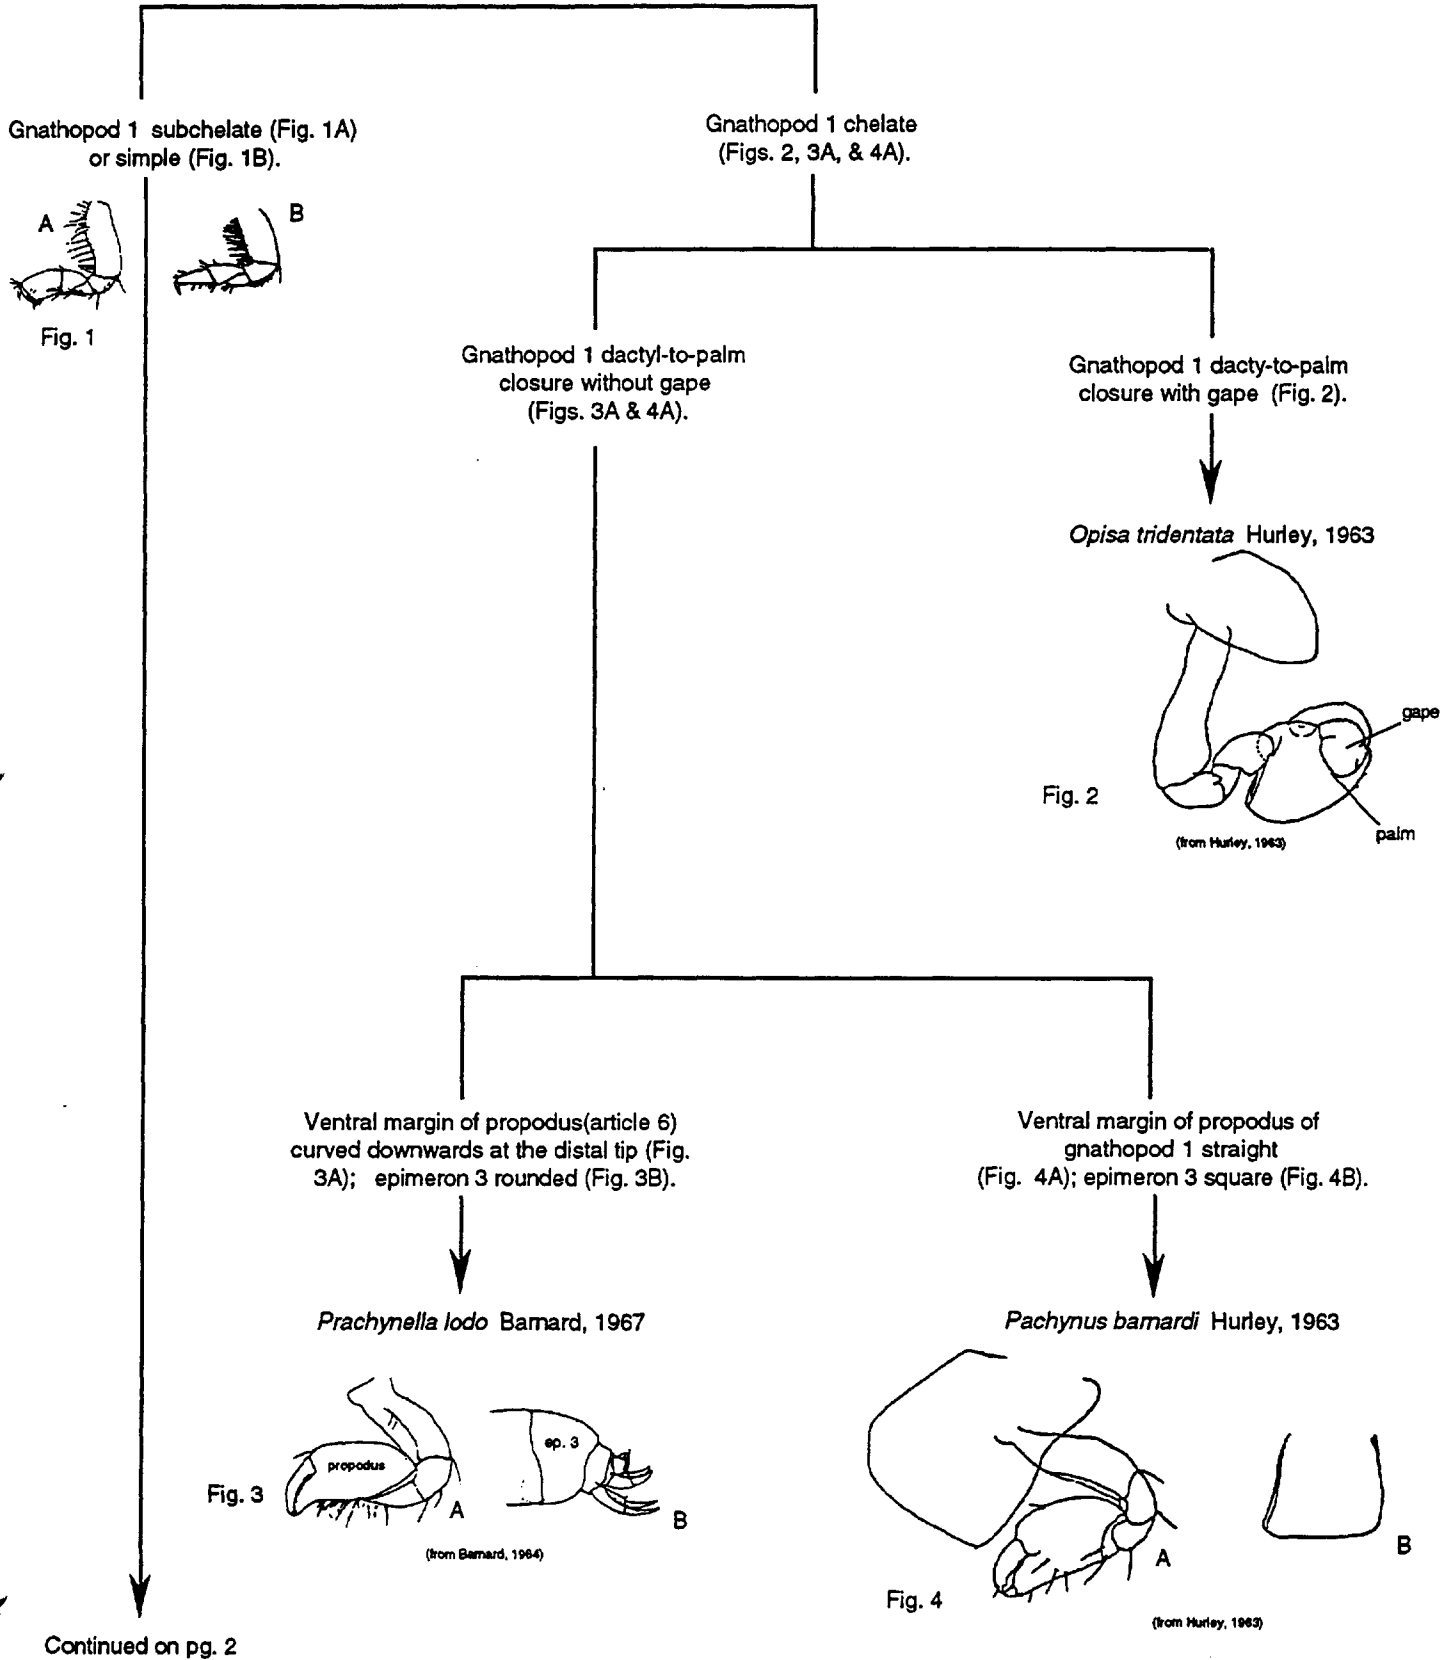 Gnathopod 1 subchelate (Fig. 1A)
or simple (Fig. 1B).
A
B
Fig. 1
Gnathopod 1 chelate
(Figs. 2, 3A, & 4A).
Gnathopod 1 dactyl-to-palm
closure without gape
(Figs. 3A & 4A).
Gnathopod 1 dacty-to-palm
closure with gape (Fig. 2).
Opisa tridentata Hurley, 1963
gape
Fig. 2
palm
(from Hurley, 1963)
Ventral margin of propodus(article 6)
curved downwards at the distal tip (Fig.
3A); epimeron 3 rounded (Fig. 3B).
Ventral margin of propodus of
gnathopod 1 straight
(Fig. 4A); epimeron 3 square (Fig. 4B).
Prachynella lodo Barnard, 1967
propodus
ep. 3
Fig. 3
A
B
(from Barnard, 1964)
Pachynus barnardi Hurley, 1963
A
B
Fig. 4
(from Hurley, 1963)
Continued on pg. 2